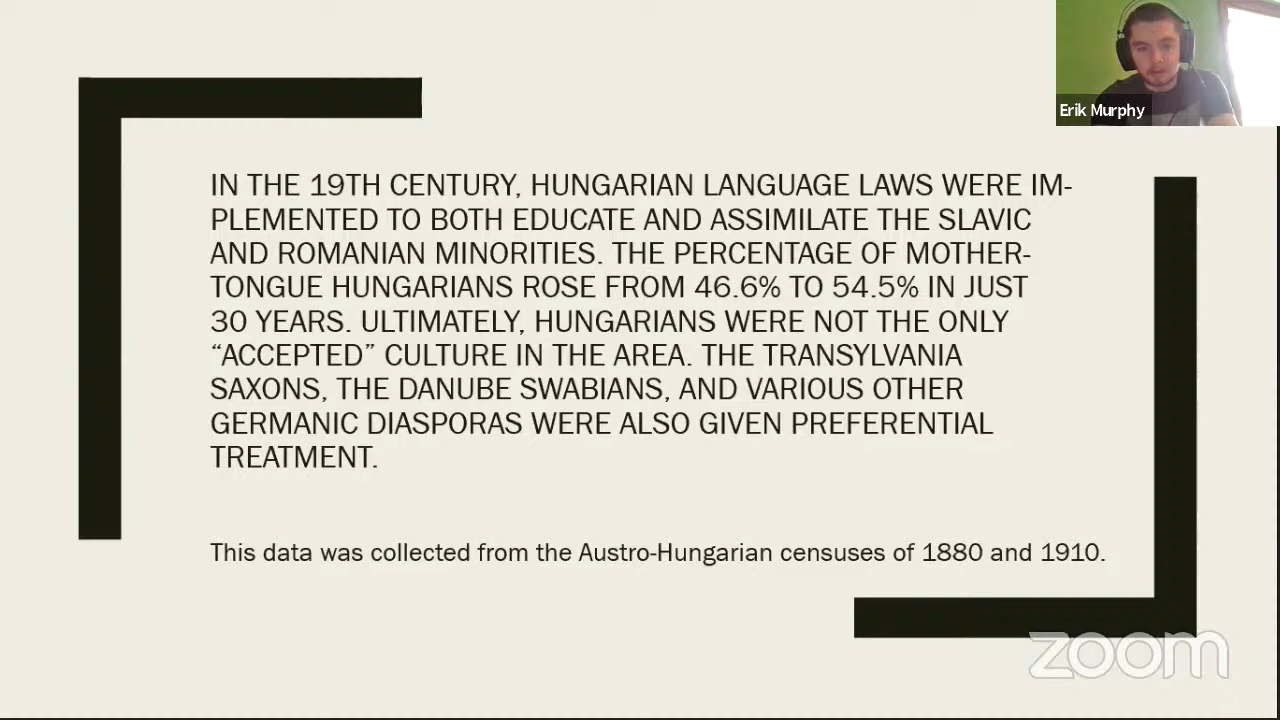 Erik Murphy
IN THE 19TH CENTURY, HUNGARIAN LANGUAGE LAWS WERE IM-
PLEMENTED TO BOTH EDUCATE AND ASSIMILATE THE SLAVIC
AND ROMANIAN MINORITIES. THE PERCENTAGE OF MOTHER-
TONGUE HUNGARIANS ROSE FROM 46.6% TO 54.5% IN JUST
30 YEARS. ULTIMATELY, HUNGARIANS WERE NOT THE ONLY
“ACCEPTED” CULTURE IN THE AREA. THE TRANSYLVANIA
SAXONS, THE DANUBE SWABIANS, AND VARIOUS OTHER
GERMANIC DIASPORAS WERE ALSO GIVEN PREFERENTIAL
TREATMENT.
This data was collected from the Austro-Hungarian censuses of 1880 and 1910.
zoom